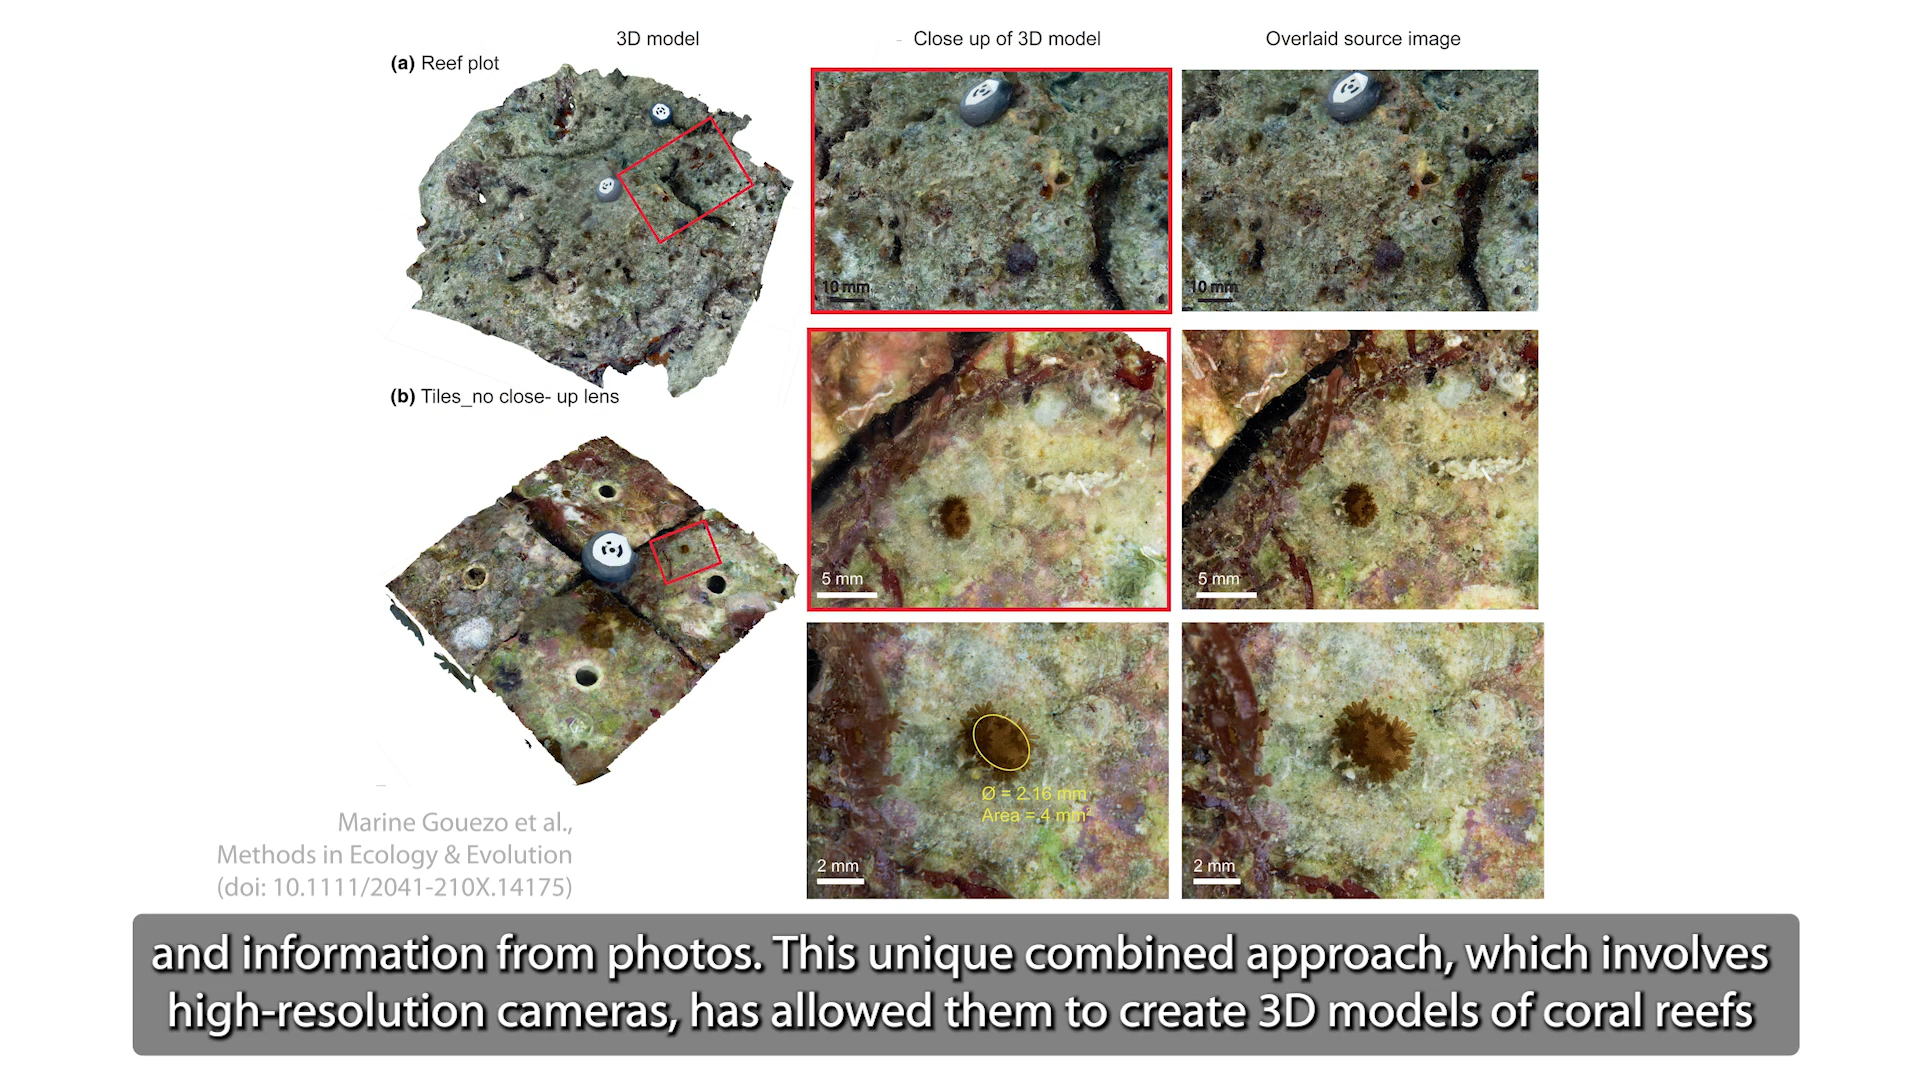 3D model
Close up of 3D model
Overlaid source image
(a) Reef plot
10 mm
10 mm
(b) Tiles_no close- up lens
5 mm
5 mm
Ø = 2.16 mm
Area = 4 mm²
2 mm
2 mm
Marine Gouezo et al.,
Methods in Ecology & Evolution
(doi: 10.1111/2041-210X.14175)
and information from photos. This unique combined approach, which involves
high-resolution cameras, has allowed them to create 3D models of coral reefs